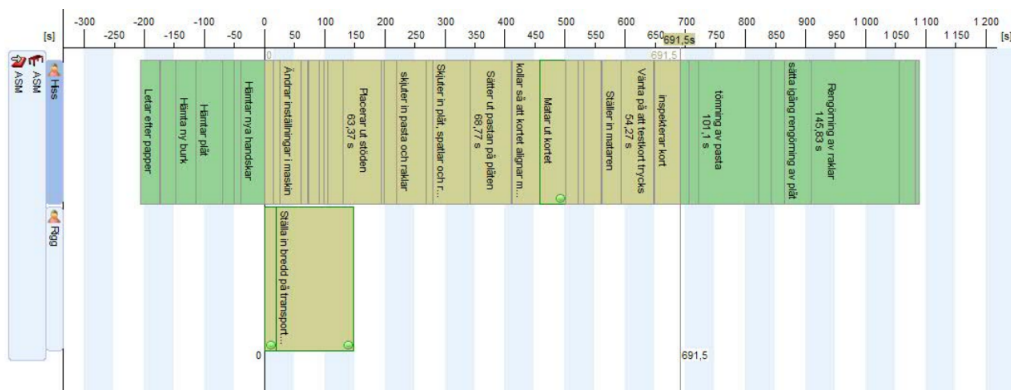 -300 -200 -100 0 100 200 300 400 500 600 700 800 900 1 000 1 100 1 200
[s] -250 -150 -50 50 150 250 350 450 550 650 691,5s 750 850 950 1 050 1 150 [s]
0 691,5
ASM
ASM
Hiss
Letar efter papper
Hämta ny burk
Hämtar plåt
Hämtar nya handskar
Ändrar inställningar i maskin
Placerar ut stöden
63,37 s
skjuter in pasta och raklar
Skjuter in plåt, spatlar och r...
Sätter ut pastan på plåten
68,77 s
kollar så att kortet alignar m...
Matar ut kortet
Ställer in mataren
Vänta på att testkort trycks
54,27 s
inspekterar kort
tömning av pasta
101,1 s
sätta igång rengörning av plåt
Rengörning av raklar
145,83 s
Rigg
Ställa in bredd på transport...
0 691,5